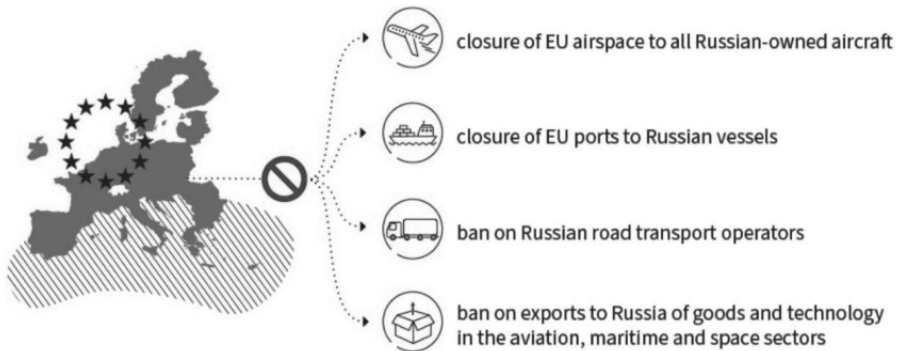 closure of EU airspace to all Russian-owned aircraft
closure of EU ports to Russian vessels
ban on Russian road transport operators
ban on exports to Russia of goods and technology
in the aviation, maritime and space sectors